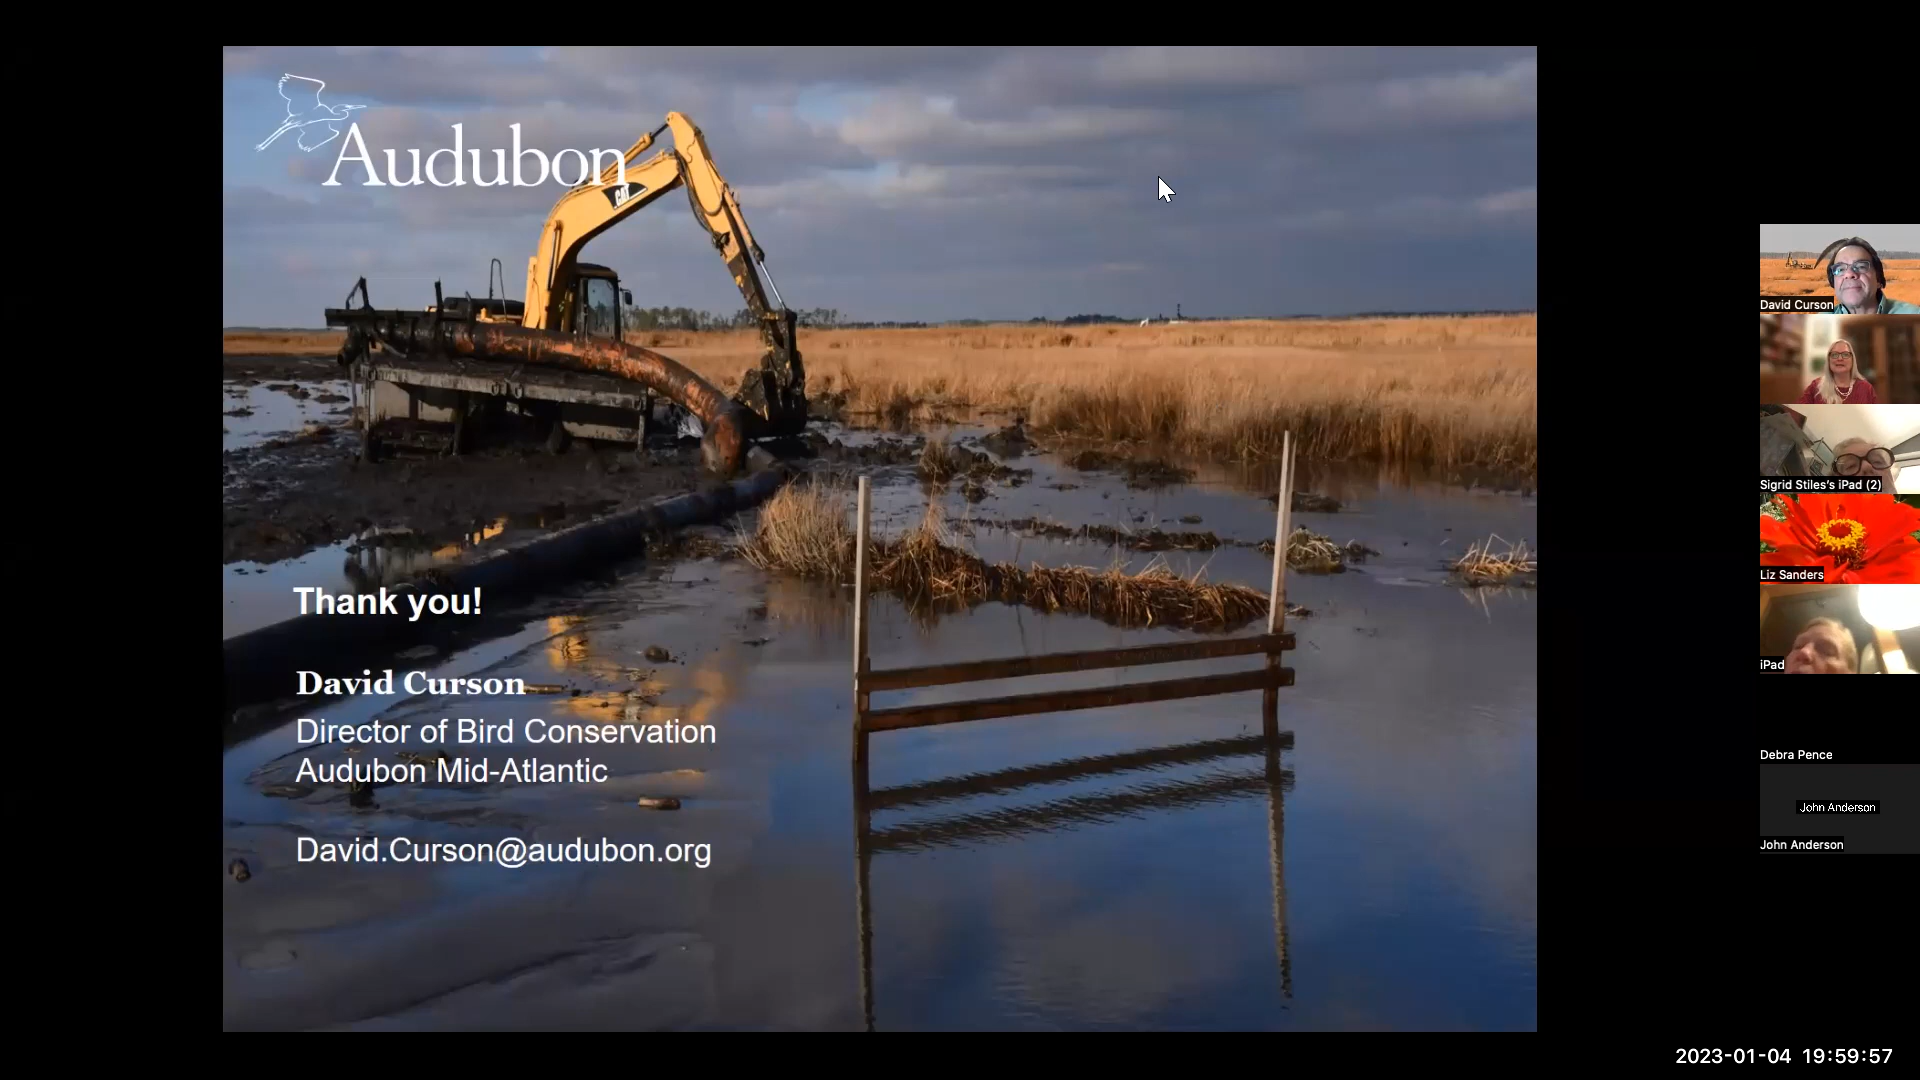 Audubon
CAT
Thank you!
David Curson
Director of Bird Conservation
Audubon Mid-Atlantic
David.Curson@audubon.org
David Curson
Sigrid Stiles's iPad (2)
Liz Sanders
iPad
Debra Pence
John Anderson
John Anderson
2023-01-04 19:59:57